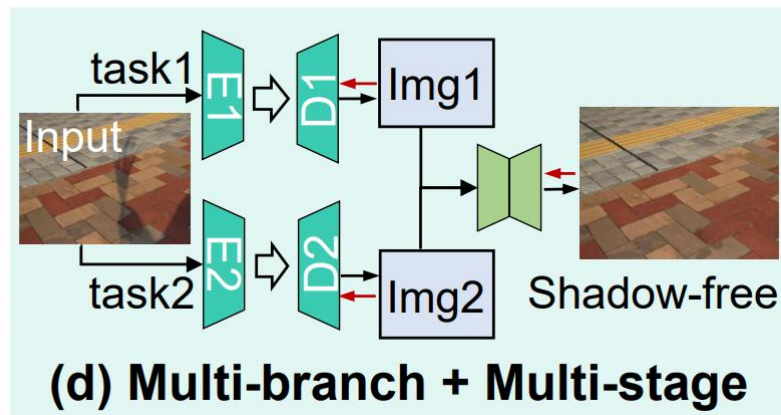 task1
E1
D1
Img1
Input
task2
E2
D2
Img2
Shadow-free
(d) Multi-branch + Multi-stage